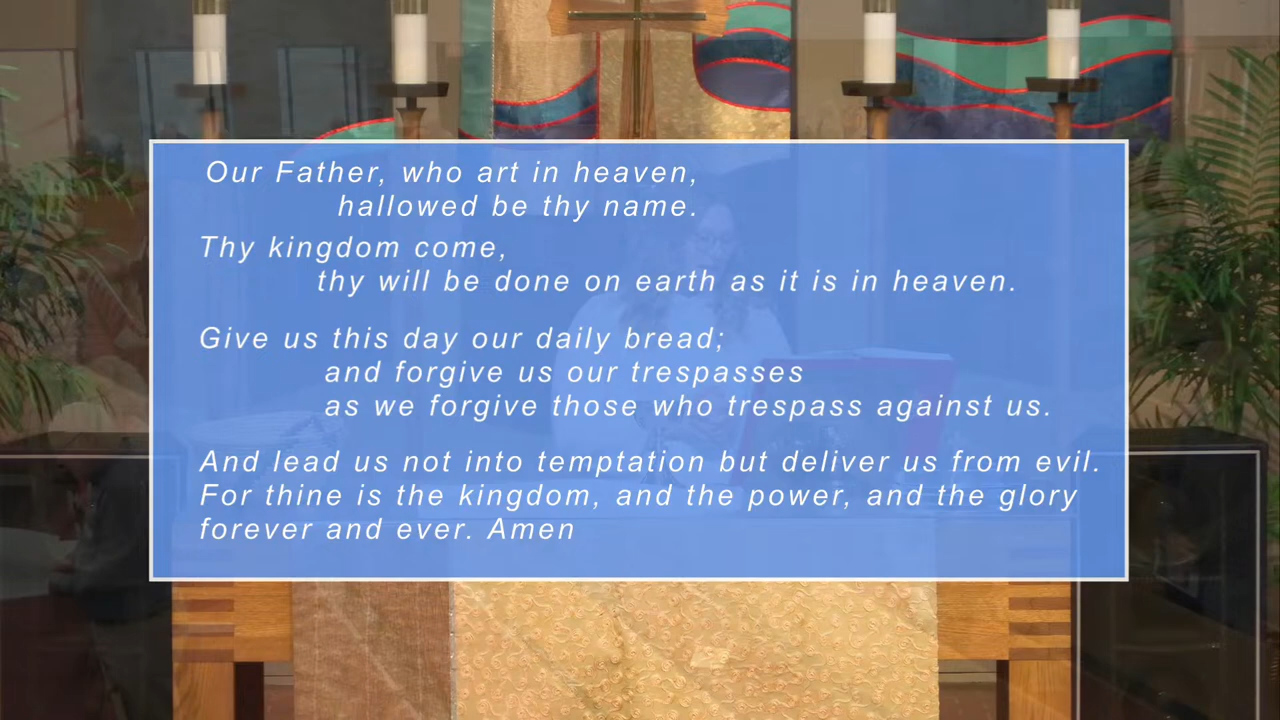 Our Father, who art in heaven,
hallowed be thy name.
Thy kingdom come,
thy will be done on earth as it is in heaven.
Give us this day our daily bread;
and forgive us our trespasses
as we forgive those who trespass against us.
And lead us not into temptation but deliver us from evil.
For thine is the kingdom, and the power, and the glory
forever and ever. Amen